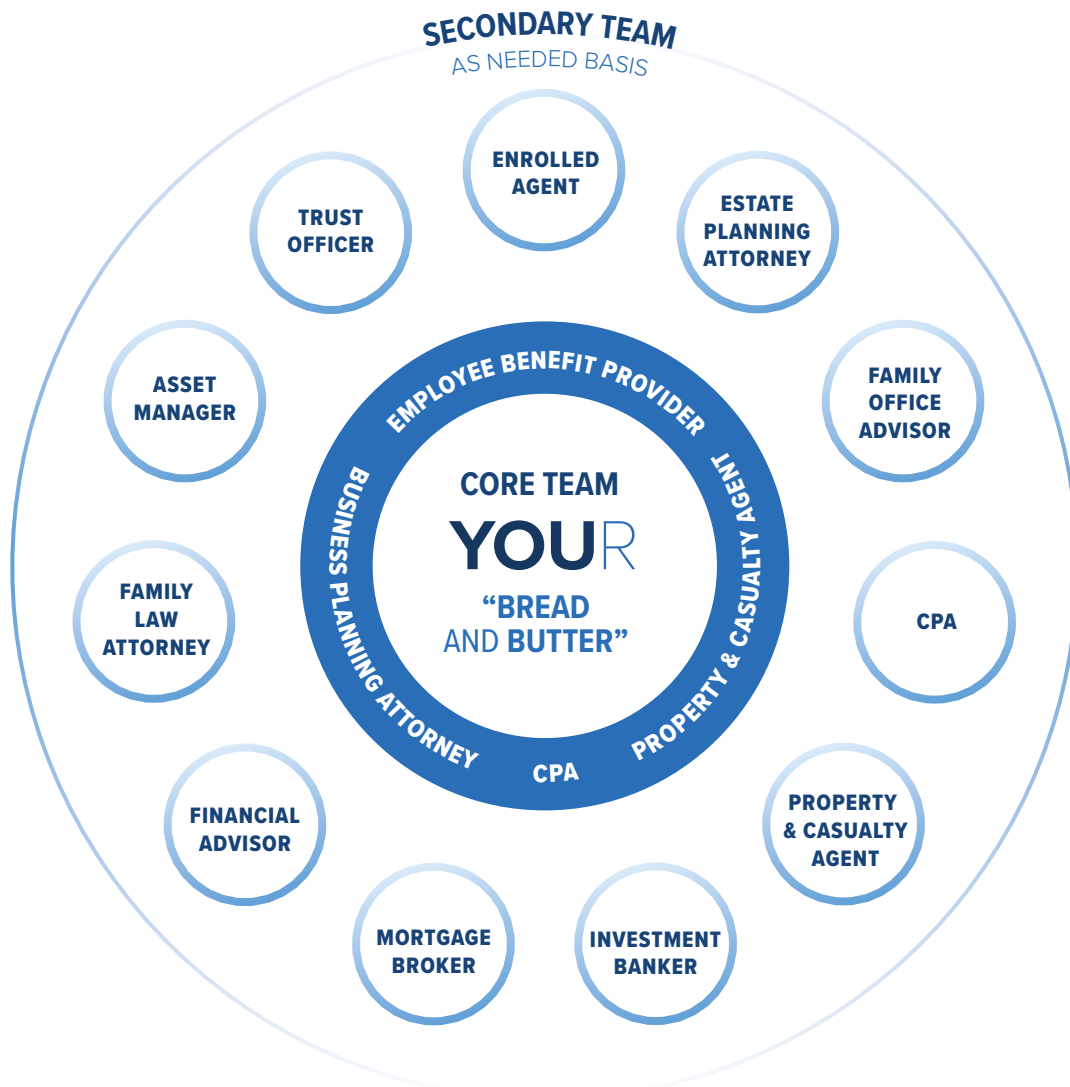 SECONDARY TEAM
AS NEEDED BASIS
ENROLLED
AGENT
ESTATE
PLANNING
ATTORNEY
FAMILY
OFFICE
ADVISOR
CPA
PROPERTY
& CASUALTY
AGENT
INVESTMENT
BANKER
MORTGAGE
BROKER
FINANCIAL
ADVISOR
FAMILY
LAW
ATTORNEY
ASSET
MANAGER
TRUST
OFFICER
EMPLOYEE BENEFIT PROVIDER
PROPERTY & CASUALTY AGENT
CPA
BUSINESS PLANNING ATTORNEY
CORE TEAM
YOUR
“BREAD
AND BUTTER”